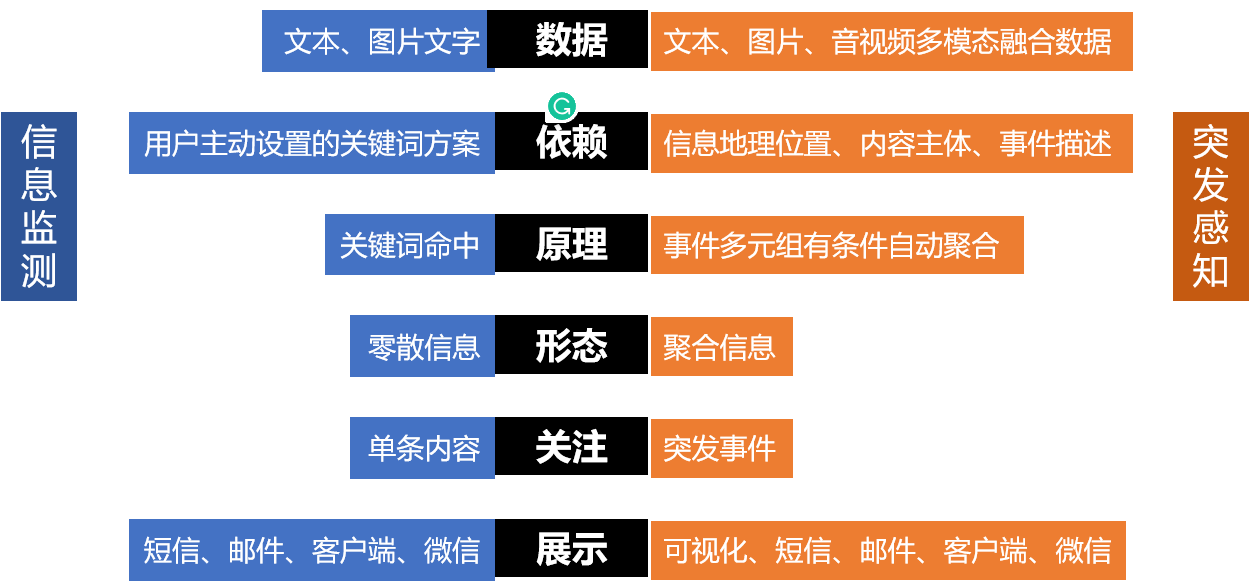 文本、图片文字 数据 文本、图片、音视频多模态融合数据
信息监测
用户主动设置的关键词方案 依赖 信息地理位置、内容主体、事件描述
突发感知
关键词命中 原理 事件多元组有条件自动聚合
零散信息 形态 聚合信息
单条内容 关注 突发事件
短信、邮件、客户端、微信 展示 可视化、短信、邮件、客户端、微信